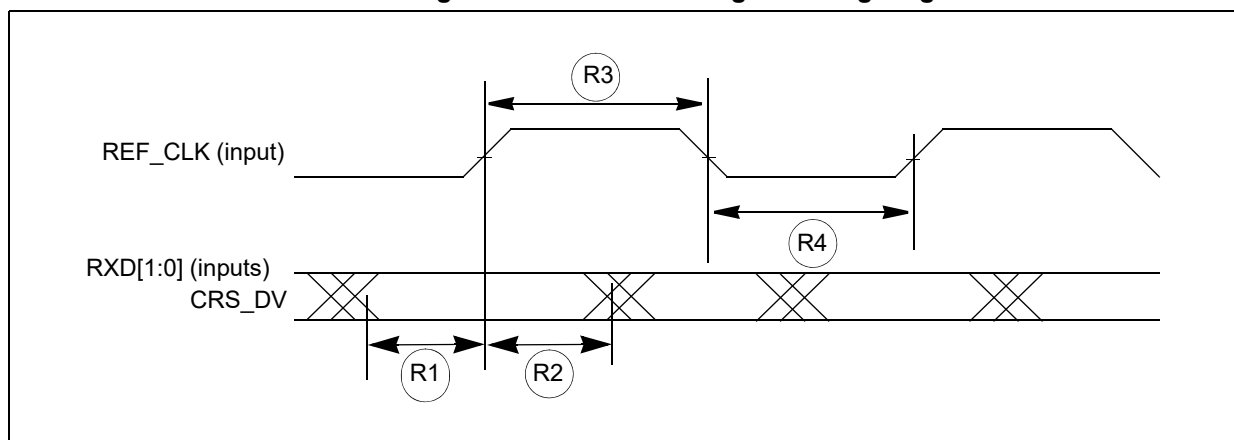 R3
REF_CLK (input)
R4
RXD[1:0] (inputs)
CRS_DV
R1
R2